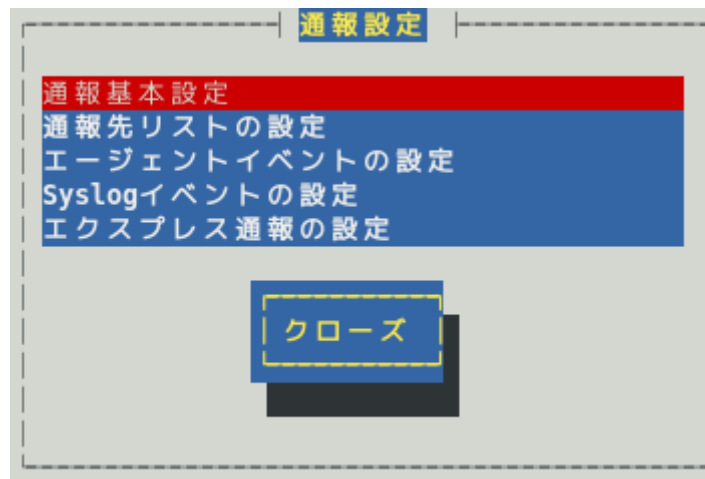 通報設定
通報基本設定
通報先リストの設定
エージェントイベントの設定
Syslogイベントの設定
エクスプレス通報の設定
クローズ